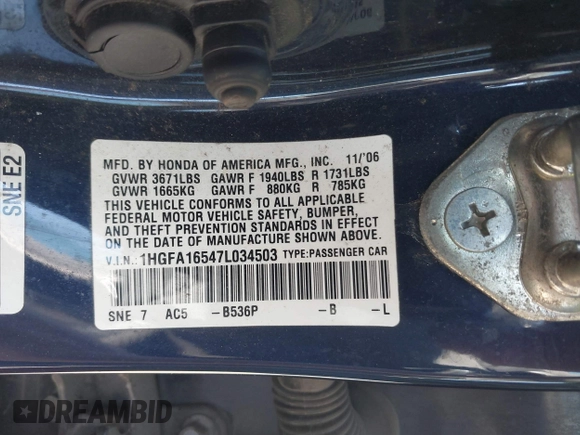 SNE E2
MFD. BY HONDA OF AMERICA MFG., INC. 11/'06
GVWR 3671LBS GAWR F 1940LBS R 1731LBS
GVWR 1665KG GAWR F 880KG R 785KG
THIS VEHICLE CONFORMS TO ALL APPLICABLE
FEDERAL MOTOR VEHICLE SAFETY, BUMPER,
AND THEFT PREVENTION STANDARDS IN EFFECT
ON THE DATE OF MANUFACTURE SHOWN ABOVE.
V.I.N.: 1HGFA16547L034503 TYPE:PASSENGER CAR
SNE 7 AC5 -B536P -B -L
DREAMBID